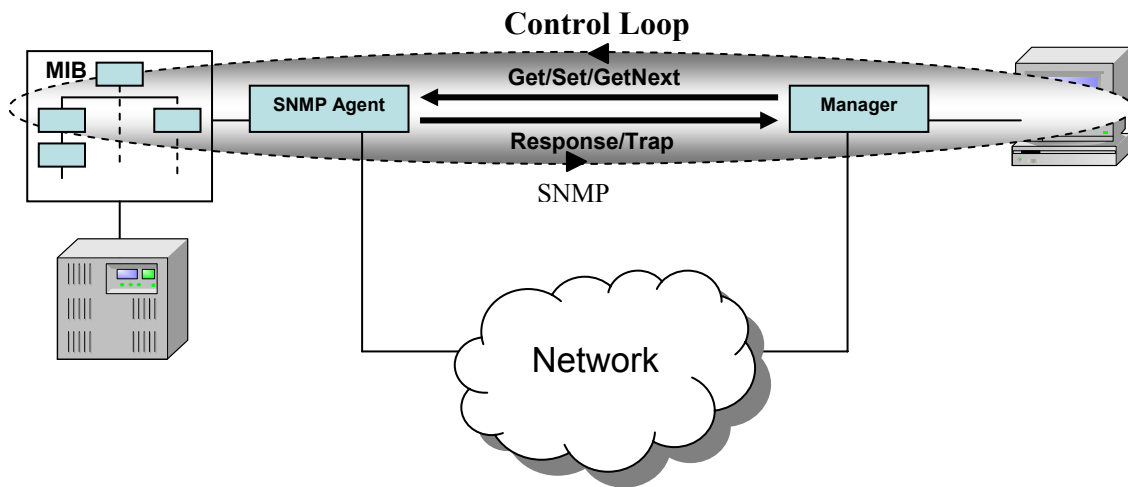 Control Loop
MIB
Get/Set/GetNext
SNMP Agent
Manager
Response/Trap
SNMP
Network